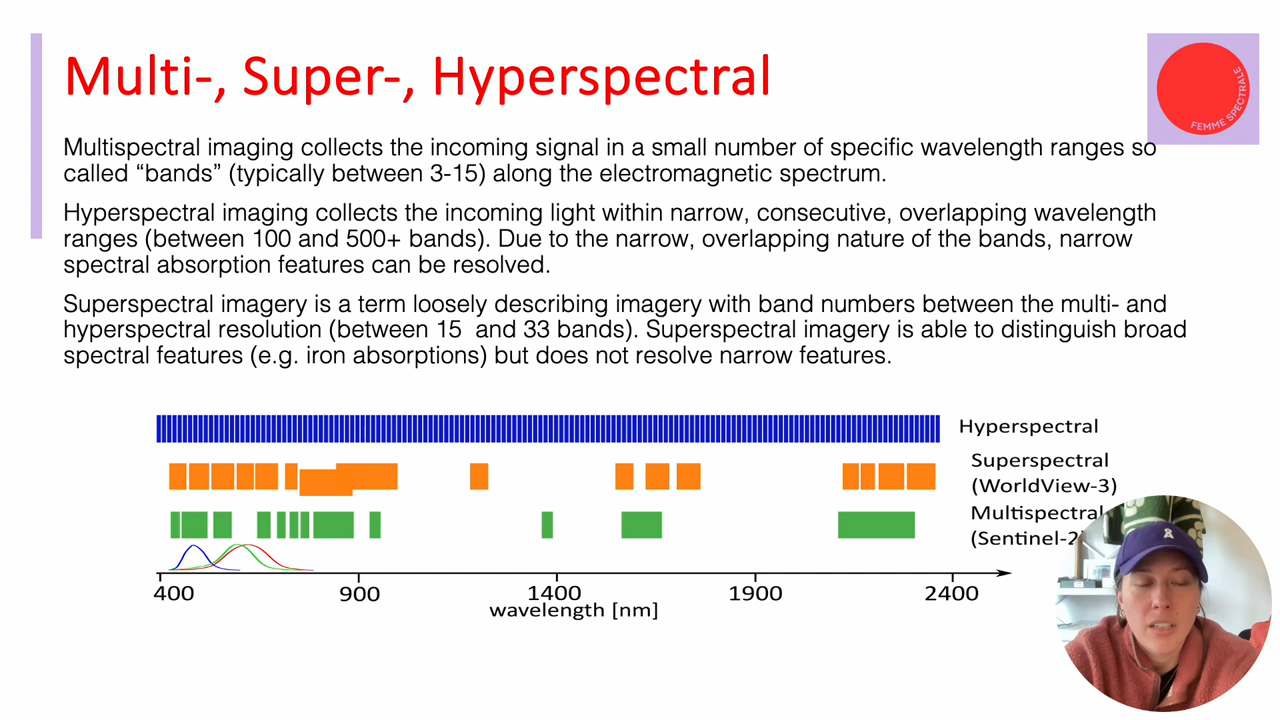 Multi-, Super-, Hyperspectral
FEMME SPECTRALE
Multispectral imaging collects the incoming signal in a small number of specific wavelength ranges so
called “bands” (typically between 3-15) along the electromagnetic spectrum.
Hyperspectral imaging collects the incoming light within narrow, consecutive, overlapping wavelength
ranges (between 100 and 500+ bands). Due to the narrow, overlapping nature of the bands, narrow
spectral absorption features can be resolved.
Superspectral imagery is a term loosely describing imagery with band numbers between the multi- and
hyperspectral resolution (between 15 and 33 bands). Superspectral imagery is able to distinguish broad
spectral features (e.g. iron absorptions) but does not resolve narrow features.
Hyperspectral
Superspectral
(WorldView-3)
Multispectral
(Sentinel-2
400 900 1400 1900 2400
wavelength [nm]
A